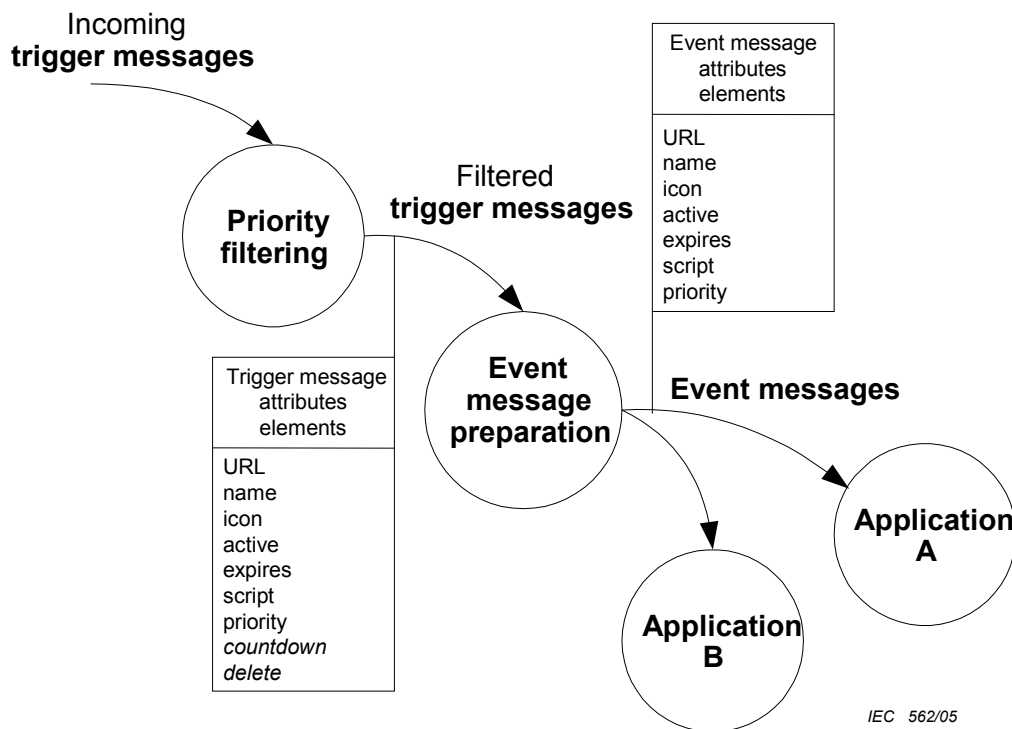 Incoming
trigger messages
Event message
attributes
elements
URL
name
icon
active
expires
script
priority
Priority
filtering
Filtered
trigger messages
Trigger message
attributes
elements
URL
name
icon
active
expires
script
priority
countdown
delete
Event
message
preparation
Event messages
Application
A
Application
B
IEC 562/05